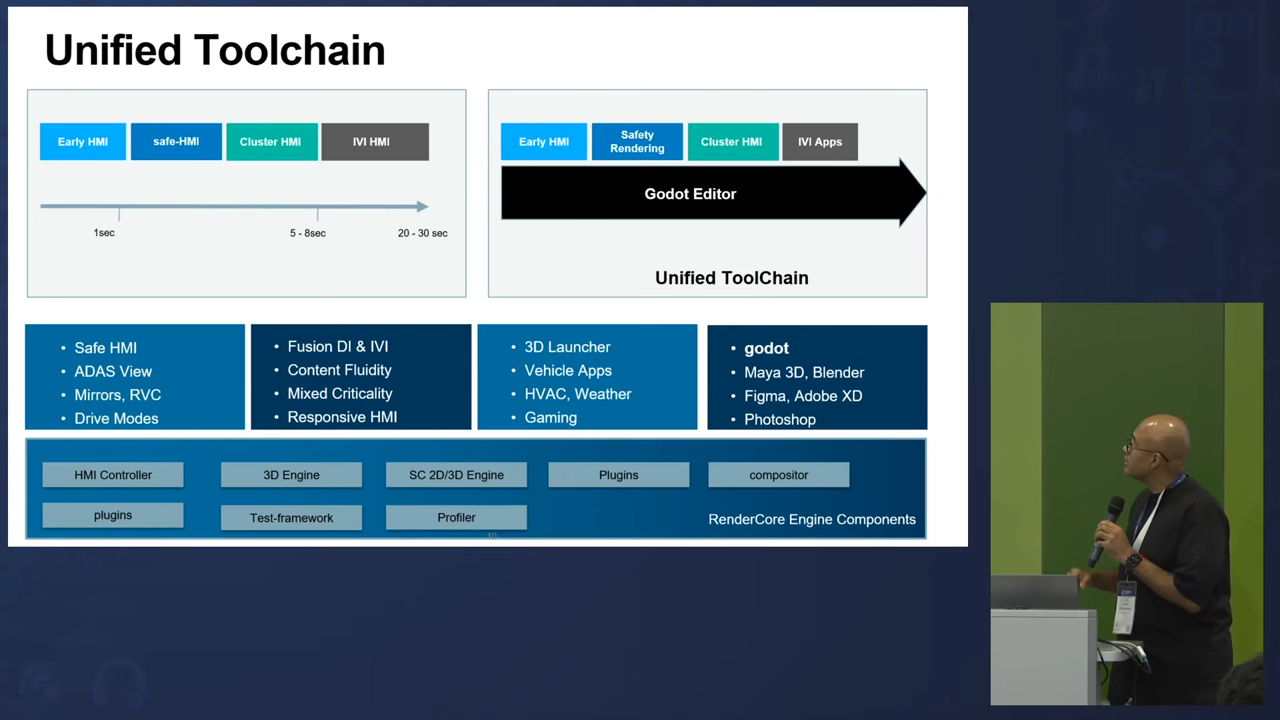 Unified Toolchain
Early HMI
safe-HMI
Cluster HMI
IVI HMI
1sec
5 - 8sec
20 - 30 sec
Early HMI
Safety
Rendering
Cluster HMI
IVI Apps
Godot Editor
Unified ToolChain
• Safe HMI
• ADAS View
• Mirrors, RVC
• Drive Modes
• Fusion DI & IVI
• Content Fluidity
• Mixed Criticality
• Responsive HMI
• 3D Launcher
• Vehicle Apps
• HVAC, Weather
• Gaming
• godot
• Maya 3D, Blender
• Figma, Adobe XD
• Photoshop
HMI Controller
3D Engine
SC 2D/3D Engine
Plugins
compositor
plugins
Test-framework
Profiler
RenderCore Engine Components
10